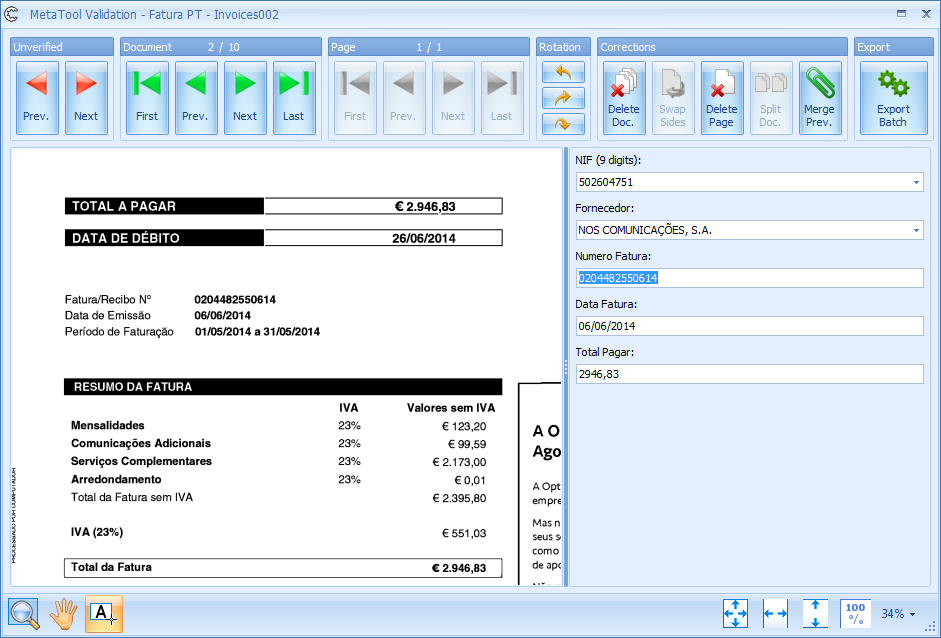 MetaTool Validation - Fatura PT - Invoices002
Unverified
Document 2 / 10
Page 1 / 1
Rotation
Corrections
Export
Prev.
Next
First
Prev.
Next
Last
First
Prev.
Next
Last
Delete Doc.
Swap Sides
Delete Page
Split Doc.
Merge Prev.
Export Batch
TOTAL A PAGAR € 2.946,83
DATA DE DÉBITO 26/06/2014
Fatura/Recibo Nº 0204482550614
Data de Emissão 06/06/2014
Período de Faturação 01/05/2014 a 31/05/2014
RESUMO DA FATURA
IVA Valores sem IVA
Mensalidades 23% € 123,20
Comunicações Adicionais 23% € 99,59
Serviços Complementares 23% € 2.173,00
Arredondamento 23% € 0,01
Total da Fatura sem IVA € 2.395,80
IVA (23%) € 551,03
Total da Fatura € 2.946,83
PROCESSADO POR COMPUTADOR
A O
Ago
A Opt
empre
Mas n
seus s
como
de apo
NIF (9 digits):
502604751
Fornecedor:
NOS COMUNICAÇÕES, S.A.
Numero Fatura:
0204482550614
Data Fatura:
06/06/2014
Total Pagar:
2946,83
A
100
%
34%